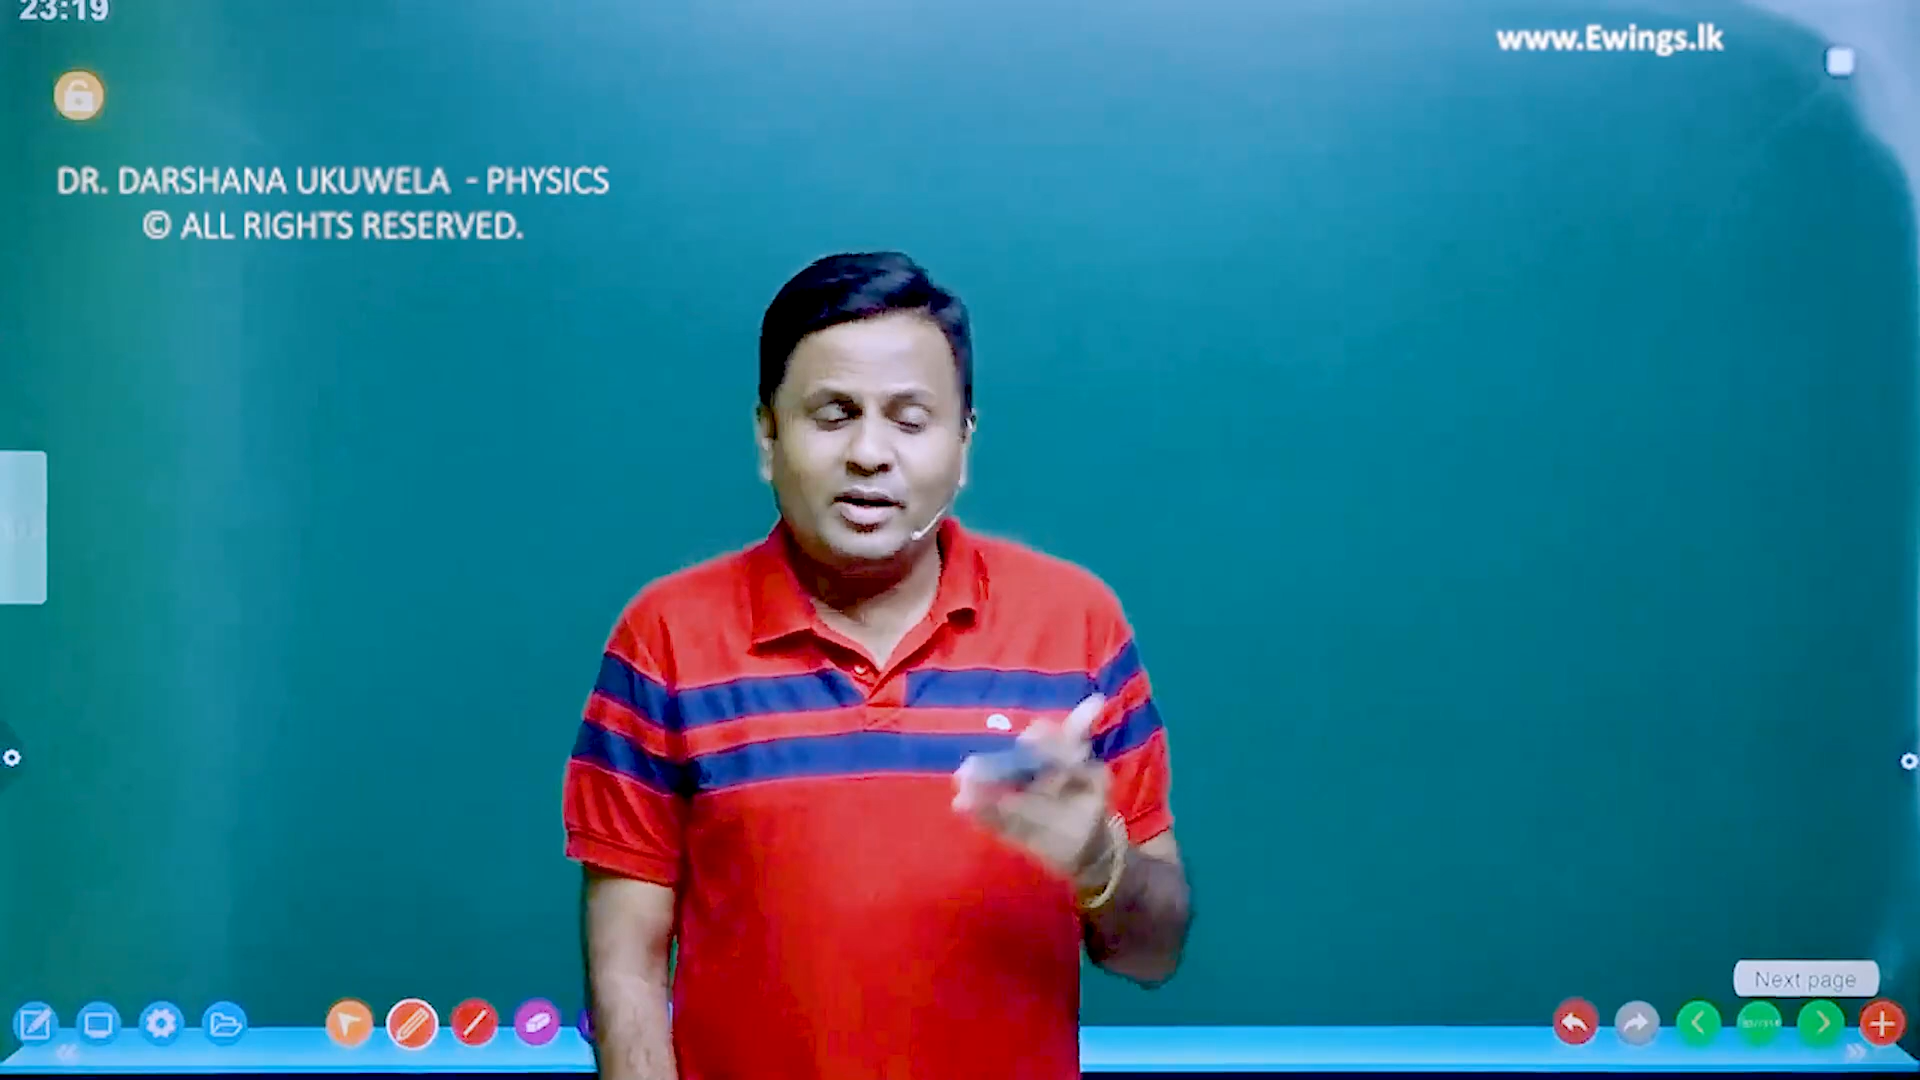 23:19
www.Ewings.lk
DR. DARSHANA UKUWELA - PHYSICS
© ALL RIGHTS RESERVED.
Next page